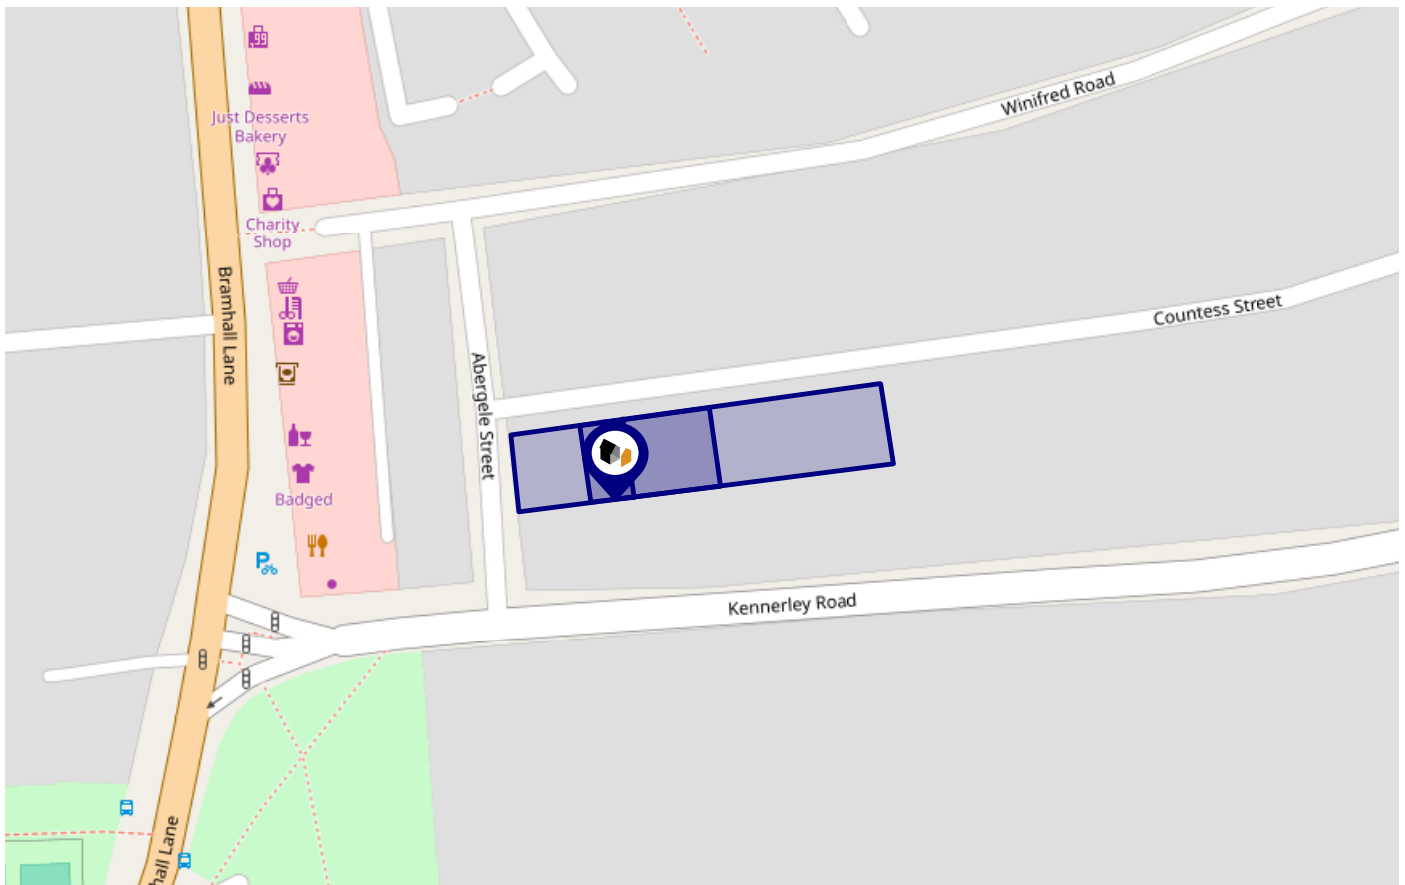 Just Desserts
Bakery
Charity
Shop
Winifred Road
Bramhall Lane
Countess Street
Abergele Street
Badged
P
Kennerley Road
hall Lane